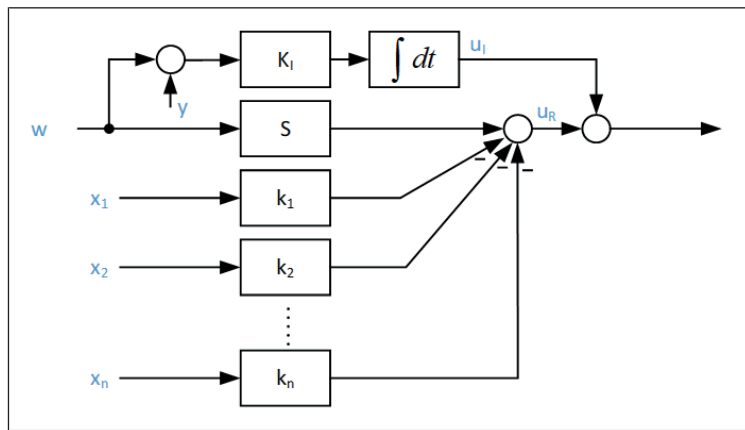 K_I
∫ dt
u_I
y
w
S
u_R
x_1
k_1
x_2
k_2
x_n
k_n